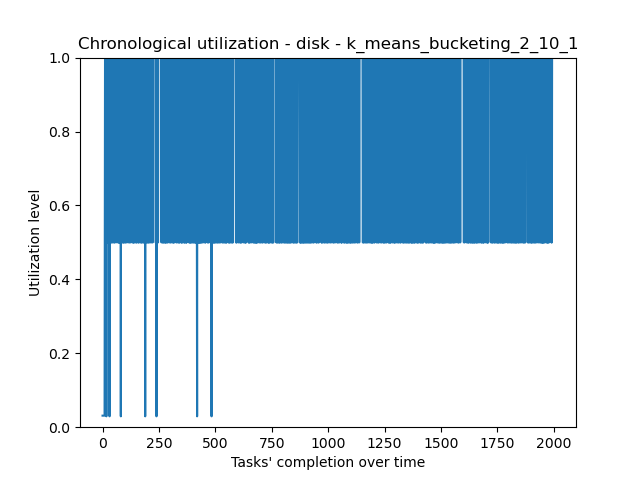 Chronological utilization - disk - k_means_bucketing_2_10_1
1.0
0.8
0.6
0.4
0.2
0.0
Utilization level
0 250 500 750 1000 1250 1500 1750 2000
Tasks' completion over time